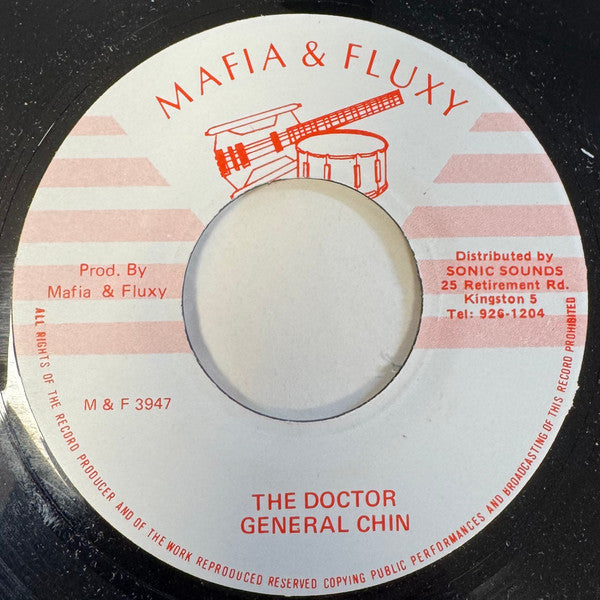 MAFIA & FLUXY
Prod. By
Mafia & Fluxy
Distributed by
SONIC SOUNDS
25 Retirement Rd.
Kingston 5
Tel: 926-1204
M & F 3947
THE DOCTOR
GENERAL CHIN
ALL RIGHTS OF THE RECORD PRODUCER AND OF THE WORK REPRODUCED RESERVED COPYING PUBLIC PERFORMANCES AND BROADCASTING OF THIS RECORD PROHIBITED